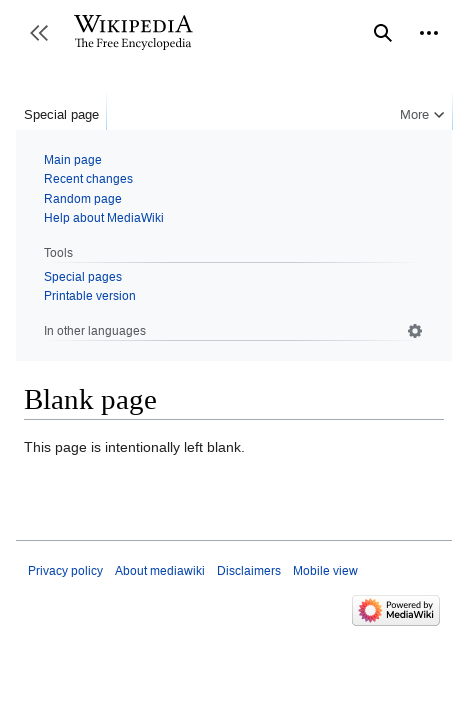 WIKIPEDIA
The Free Encyclopedia
Special page
More
Main page
Recent changes
Random page
Help about MediaWiki
Tools
Special pages
Printable version
In other languages
Blank page
This page is intentionally left blank.
Privacy policy About mediawiki Disclaimers Mobile view
Powered by
MediaWiki